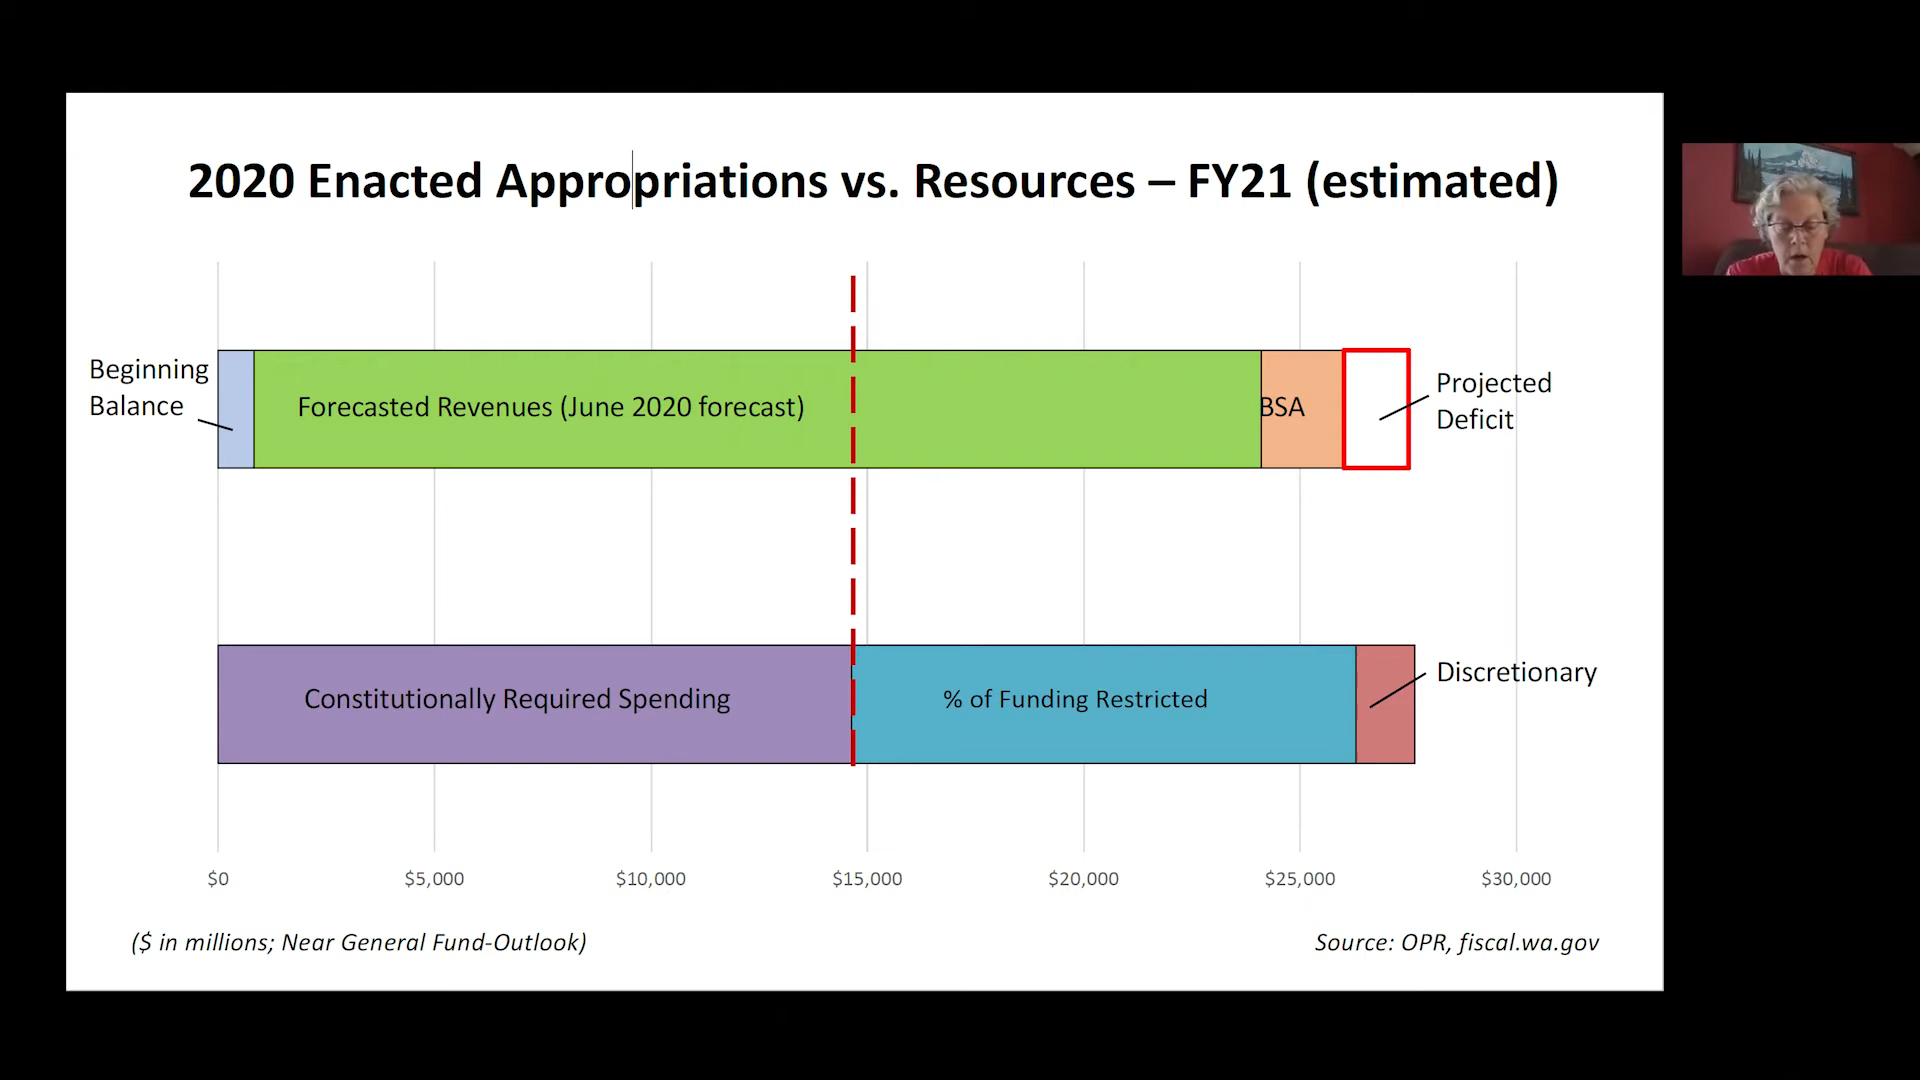 2020 Enacted Appropriations vs. Resources – FY21 (estimated)
Beginning
Balance
Forecasted Revenues (June 2020 forecast)
BSA
Projected
Deficit
Constitutionally Required Spending
% of Funding Restricted
Discretionary
$0
$5,000
$10,000
$15,000
$20,000
$25,000
$30,000
($ in millions; Near General Fund-Outlook)
Source: OPR, fiscal.wa.gov